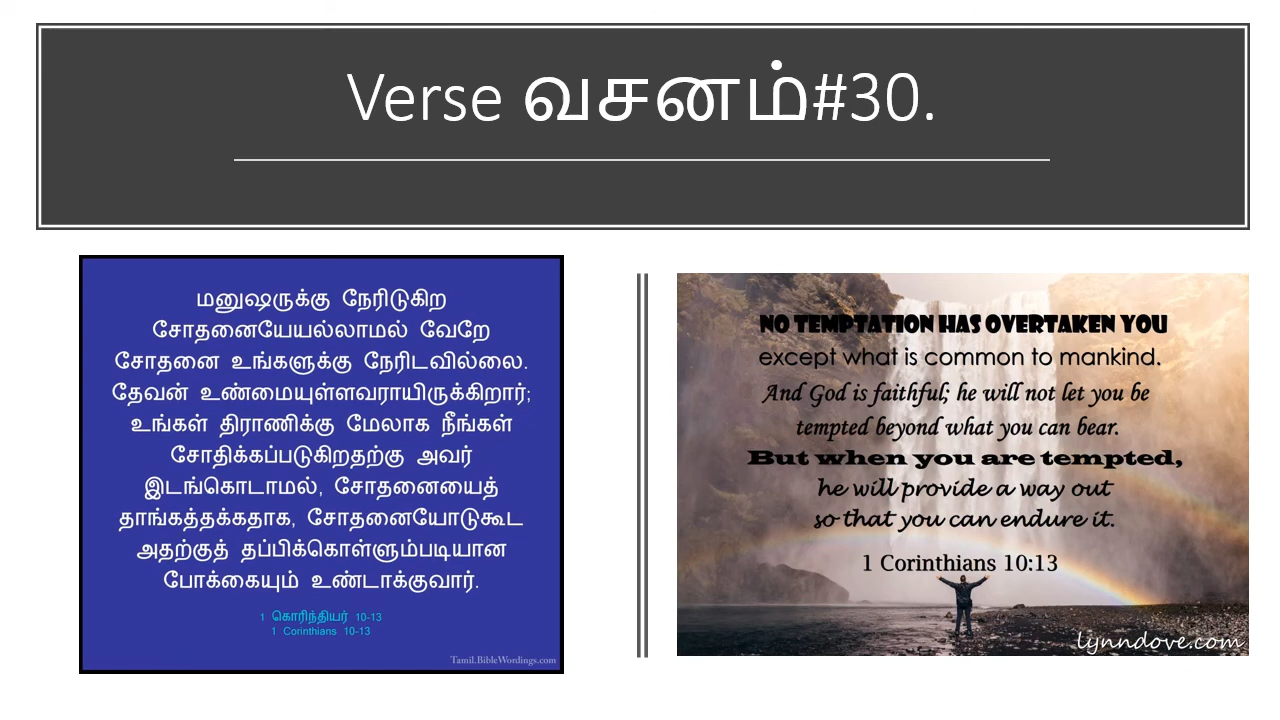 Verse வசனம்#30.
மனுஷருக்கு நேரிடுகிற
சோதனையேயல்லாமல் வேறே
சோதனை உங்களுக்கு நேரிடவில்லை.
தேவன் உண்மையுள்ளவராயிருக்கிறார்;
உங்கள் திராணிக்கு மேலாக நீங்கள்
சோதிக்கப்படுகிறதற்கு அவர்
இடங்கொடாமல், சோதனையைத்
தாங்கத்தக்கதாக, சோதனையோடுகூட
அதற்குத் தப்பிக்கொள்ளும்படியான
போக்கையும் உண்டாக்குவார்.
1 கொரிந்தியர் 10-13
1 Corinthians 10-13
Tamil.BibleWordings.com
NO TEMPTATION HAS OVERTAKEN YOU
except what is common to mankind.
And God is faithful; he will not let you be
tempted beyond what you can bear.
But when you are tempted,
he will provide a way out
so that you can endure it.
1 Corinthians 10:13
lynndove.com